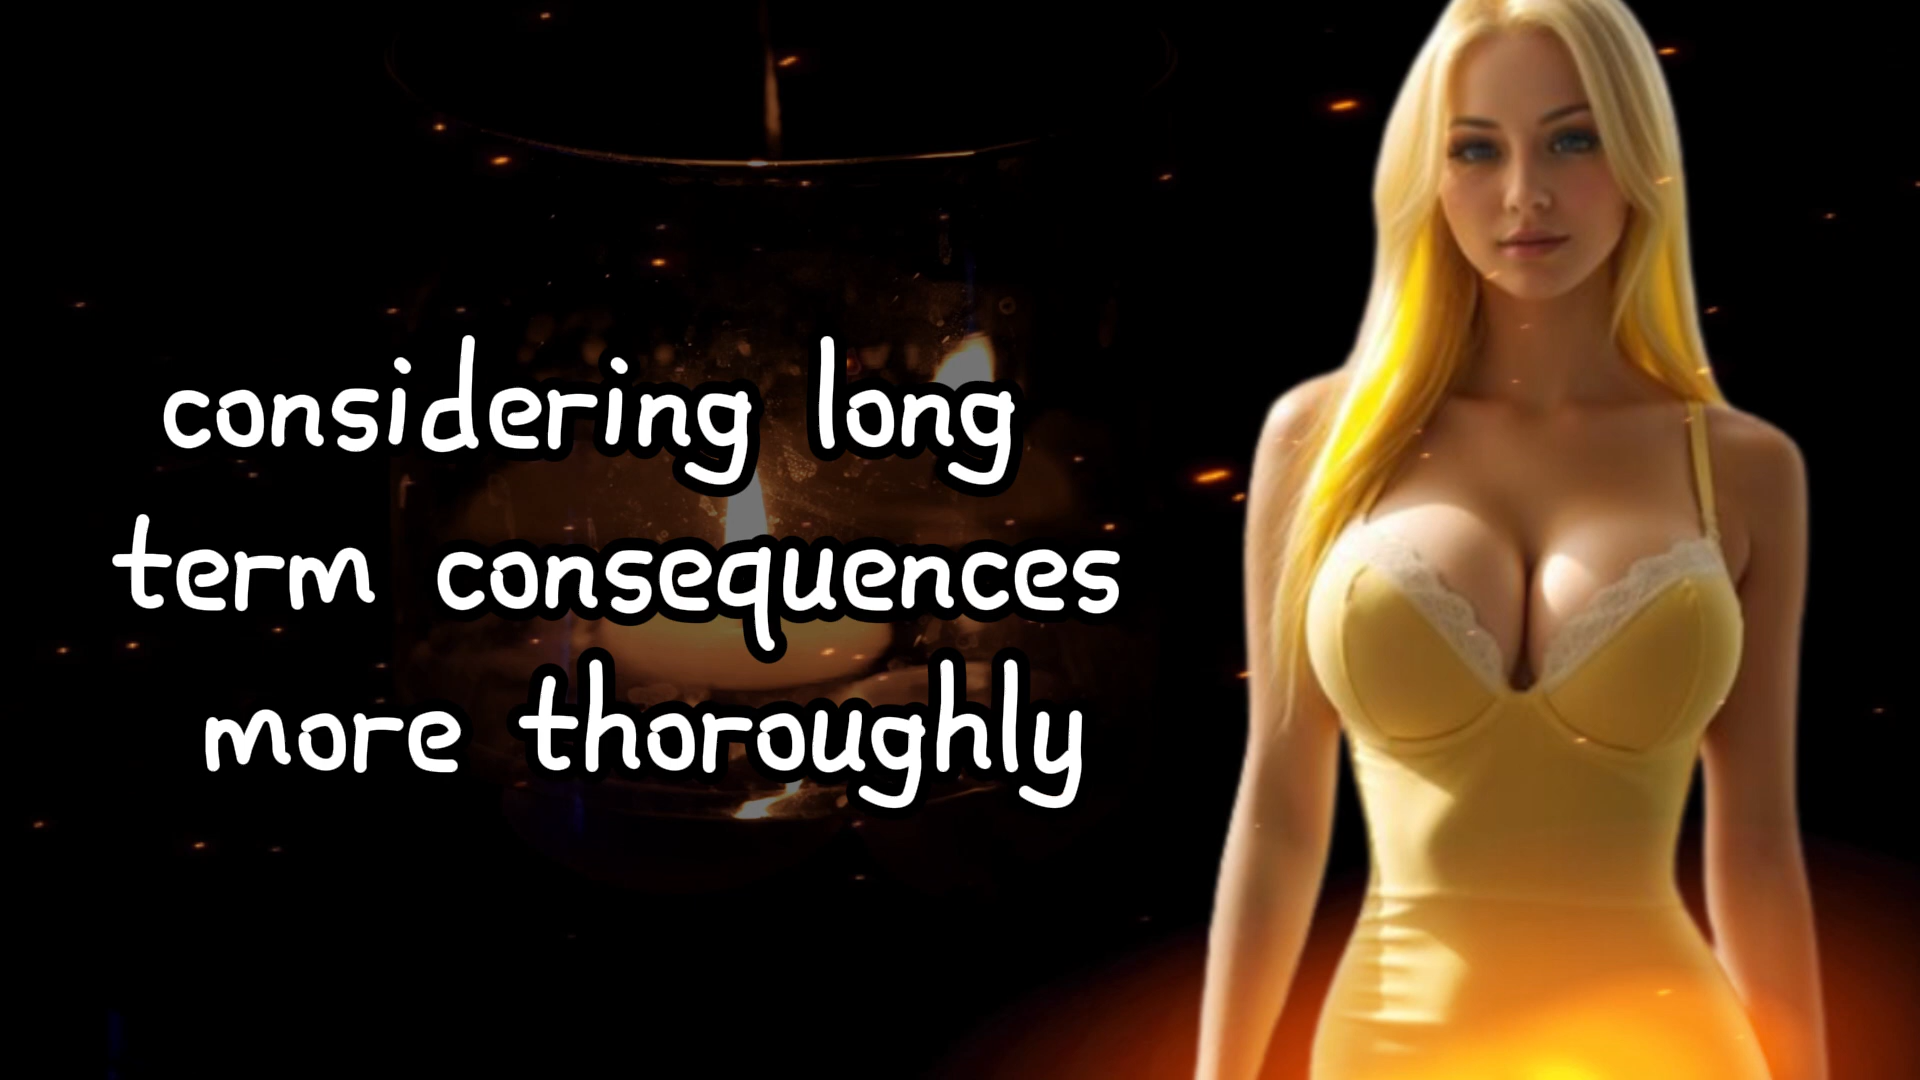 considering long
term consequences
more thoroughly